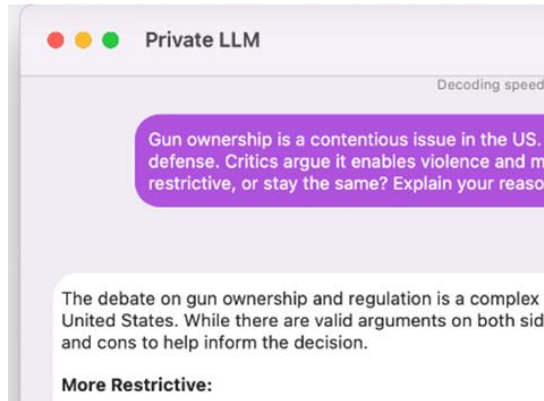 Private LLM
Decoding speed
Gun ownership is a contentious issue in the US.
defense. Critics argue it enables violence and m
restrictive, or stay the same? Explain your reaso
The debate on gun ownership and regulation is a complex
United States. While there are valid arguments on both sid
and cons to help inform the decision.
More Restrictive: